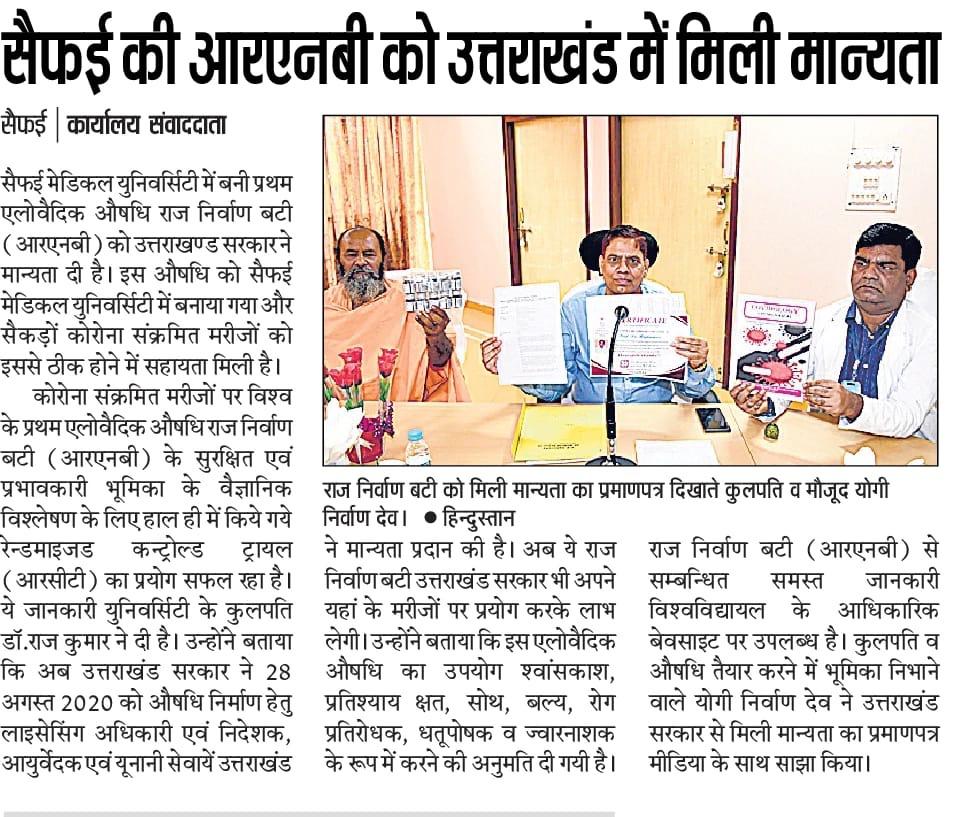 सैफई की आरएनबी को उत्तराखंड में मिली मान्यता
सैफई | कार्यालय संवाददाता
सैफई मेडिकल युनिवर्सिटी में बनी प्रथम
एलोवैदिक औषधि राज निर्वाण बटी
(आरएनबी) को उत्तराखण्ड सरकार ने
मान्यता दी है। इस औषधि को सैफई
मेडिकल युनिवर्सिटी में बनाया गया और
सैकड़ों कोरोना संक्रमित मरीजों को
इससे ठीक होने में सहायता मिली है।
कोरोना संक्रमित मरीजों पर विश्व
के प्रथम एलोवैदिक औषधि राज निर्वाण
बटी (आरएनबी) के सुरक्षित एवं
प्रभावकारी भूमिका के वैज्ञानिक
विश्लेषण के लिए हाल ही में किये गये
रेन्डमाइजड कन्ट्रोल्ड ट्रायल
(आरसीटी) का प्रयोग सफल रहा है।
ये जानकारी युनिवर्सिटी के कुलपति
डॉ.राज कुमार ने दी है। उन्होंने बताया
कि अब उत्तराखंड सरकार ने 28
अगस्त 2020 को औषधि निर्माण हेतु
लाइसेसिंग अधिकारी एवं निदेशक,
आयुर्वेदक एवं यूनानी सेवायें उत्तराखंड
CERTIFICATE
राज निर्वाण बटी को मिली मान्यता का प्रमाणपत्र दिखाते कुलपति व मौजूद योगी
निर्वाण देव। ● हिन्दुस्तान
ने मान्यता प्रदान की है। अब ये राज
निर्वाण बटी उत्तराखंड सरकार भी अपने
यहां के मरीजों पर प्रयोग करके लाभ
लेगी। उन्होंने बताया कि इस एलोवैदिक
औषधि का उपयोग श्वांसकाश,
प्रतिश्याय क्षत, सोथ, बल्य, रोग
प्रतिरोधक, धतूपोषक व ज्वारनाशक
के रूप में करने की अनुमति दी गयी है।
राज निर्वाण बटी (आरएनबी) से
सम्बन्धित समस्त जानकारी
विश्वविद्यायल के आधिकारिक
बेवसाइट पर उपलब्ध है। कुलपति व
औषधि तैयार करने में भूमिका निभाने
वाले योगी निर्वाण देव ने उत्तराखंड
सरकार से मिली मान्यता का प्रमाणपत्र
मीडिया के साथ साझा किया।